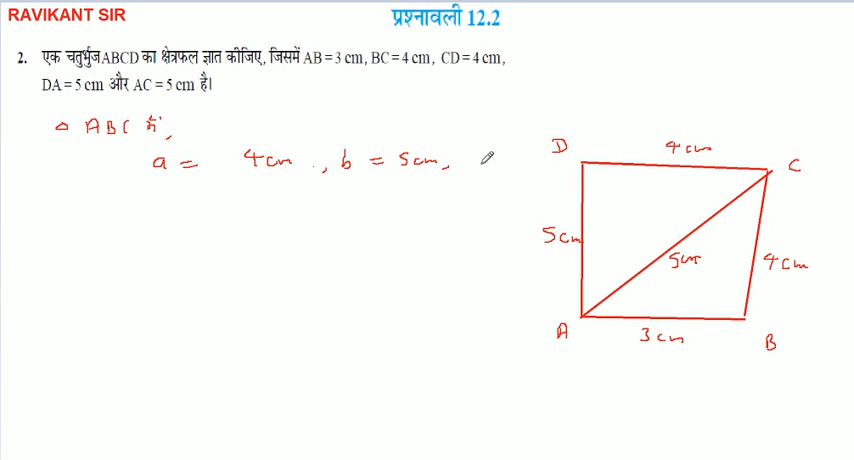 RAVIKANT SIR
प्रश्नावली 12.2
2. एक चतुर्भुज ABCD का क्षेत्रफल ज्ञात कीजिए, जिसमें AB = 3 cm, BC = 4 cm, CD = 4 cm,
DA = 5 cm और AC = 5 cm है।
△ ABC में,
a = 4cm , b = 5cm,
D
4cm
C
5cm
5cm
4cm
A
3cm
B